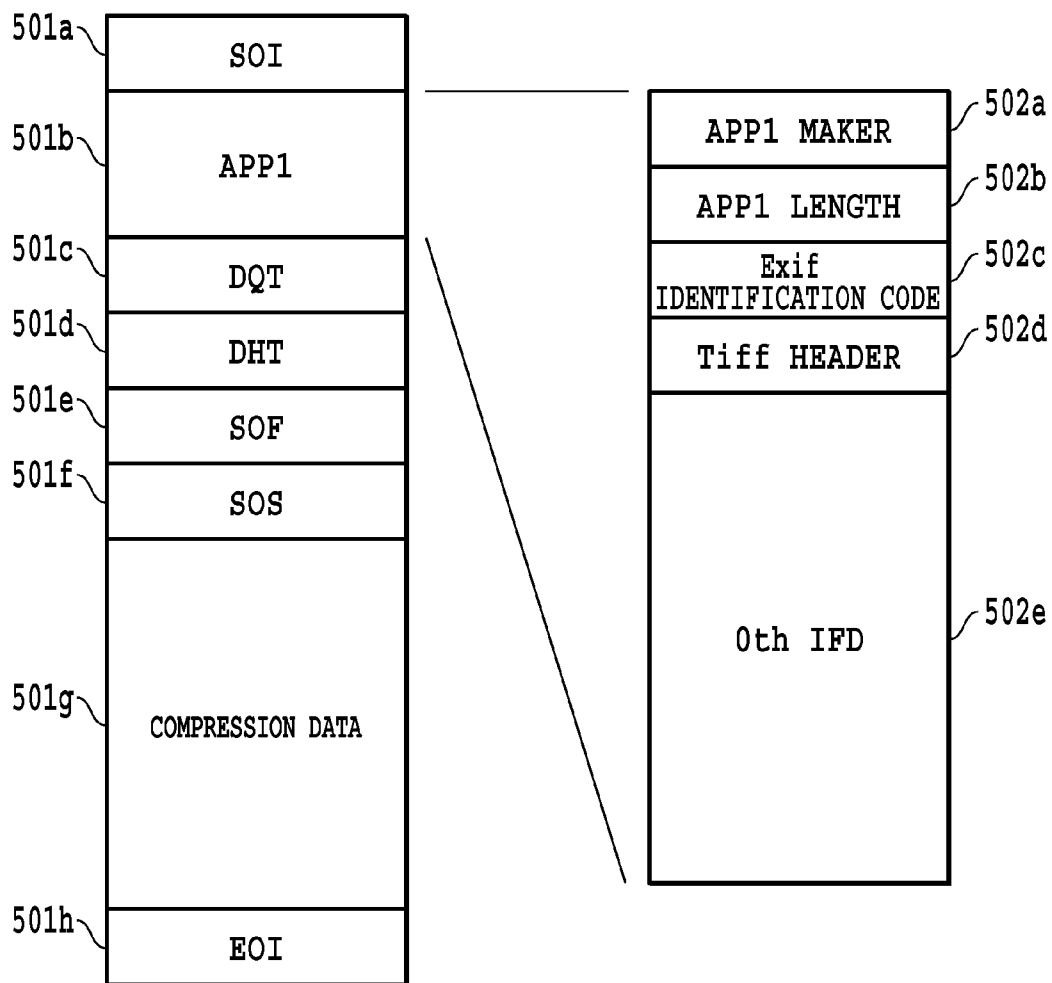 501a
SOI
501b
APP1
501c
DQT
501d
DHT
501e
SOF
501f
SOS
501g
COMPRESSION DATA
501h
EOI
502a
APP1 MAKER
502b
APP1 LENGTH
502c
Exif
IDENTIFICATION CODE
502d
Tiff HEADER
0th IFD
502e